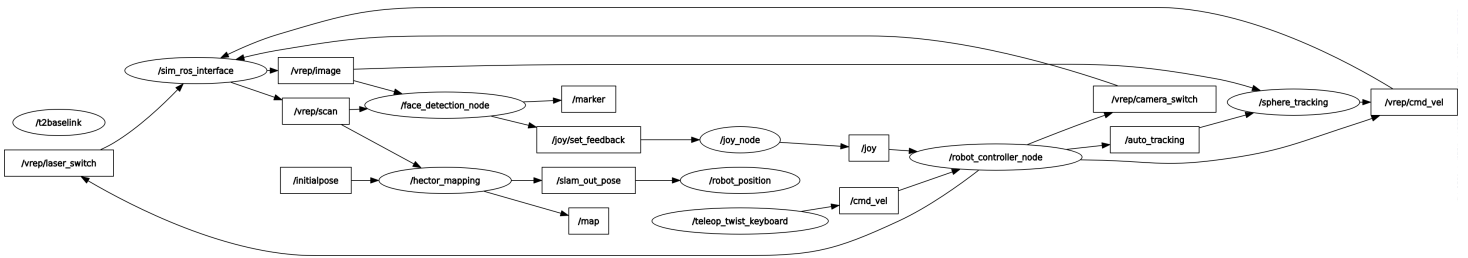 /sim_ros_interface
/vrep/image
/t2baselink
/vrep/scan
/face_detection_node
/marker
/vrep/camera_switch
/sphere_tracking
/vrep/cmd_vel
/vrep/laser_switch
/joy/set_feedback
/joy_node
/joy
/robot_controller_node
/auto_tracking
/initialpose
/hector_mapping
/slam_out_pose
/robot_position
/cmd_vel
/map
/teleop_twist_keyboard